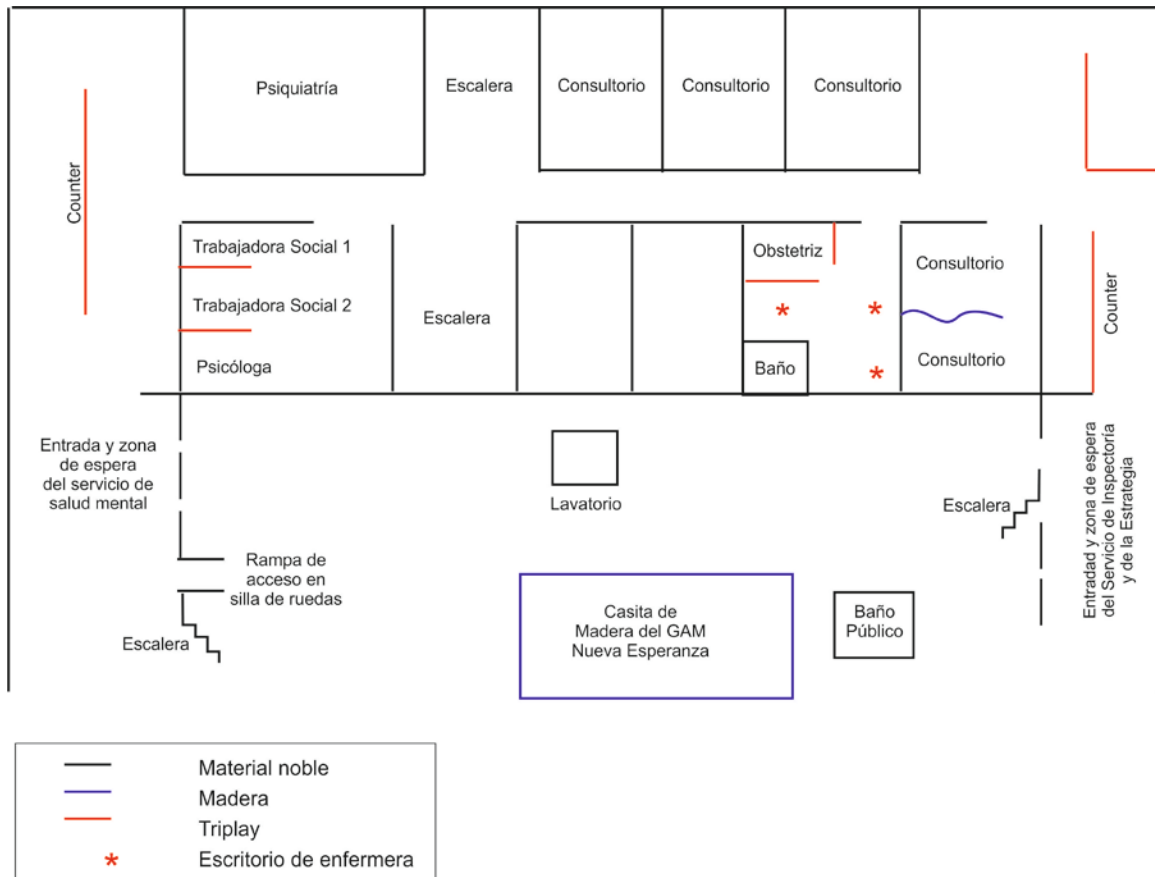 Psiquiatría
Escalera
Consultorio
Consultorio
Consultorio
Counter
Trabajadora Social 1
Trabajadora Social 2
Psicóloga
Escalera
Obstetriz
*
*
*
Baño
Consultorio
Consultorio
Counter
Entrada y zona
de espera
del servicio de
salud mental
Lavatorio
Escalera
Entradad y zona de espera
del Servicio de Inspectoría
y de la Estrategia
Rampa de
acceso en
silla de ruedas
Escalera
Casita de
Madera del GAM
Nueva Esperanza
Baño
Público
Material noble
Madera
Triplay
* Escritorio de enfermera